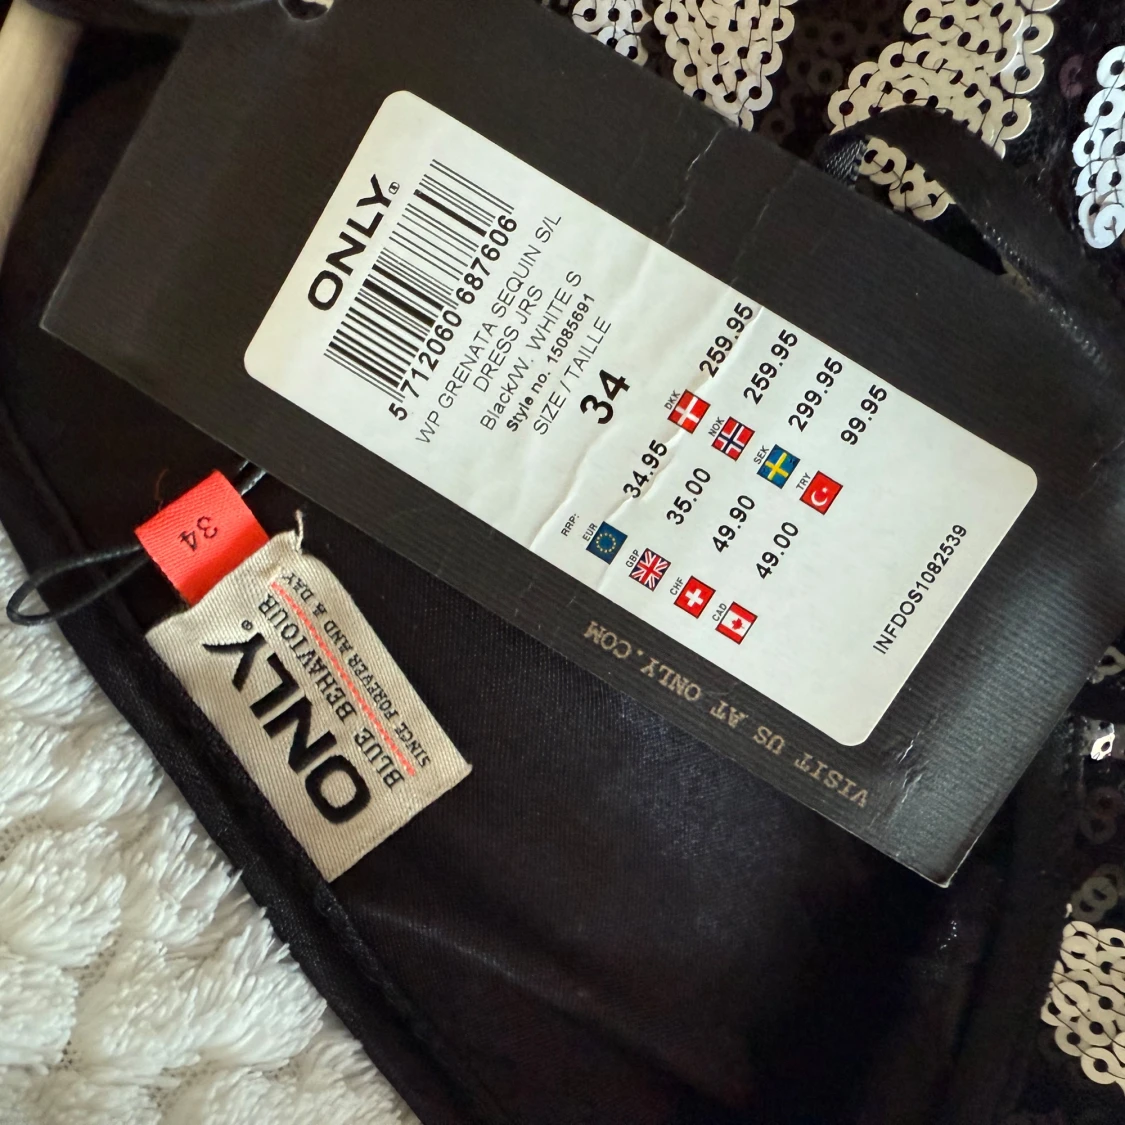 ONLY®
5 712060 687606
WP GRENATA SEQUIN S/L
DRESS JRS
Black/W. WHITE S
Style no. 15085691
SIZE / TAILLE
34
RRP:
EUR 34.95
DKK 259.95
GBP 35.00
NOK 259.95
CHF 49.90
SEK 299.95
CAD 49.00
TRY 99.95
INFDOS1082539
VISIT US AT ONLY.COM
34
ONLY®
BLUE BEHAVIOUR
SINCE FOREVER AND A DAY